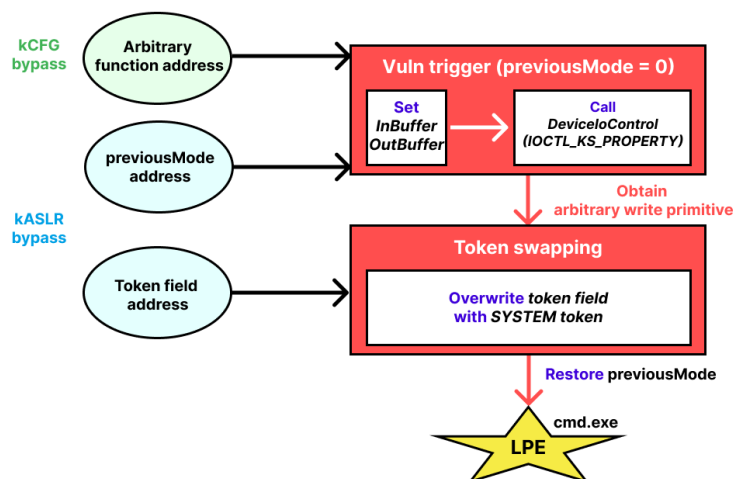 kCFG
bypass
Arbitrary
function address
Vuln trigger (previousMode = 0)
Set
InBuffer
OutBuffer
Call
DeviceIoControl
(IOCTL_KS_PROPERTY)
previousMode
address
Obtain
arbitrary write primitive
kASLR
bypass
Token swapping
Token field
address
Overwrite token field
with SYSTEM token
Restore previousMode
cmd.exe
LPE